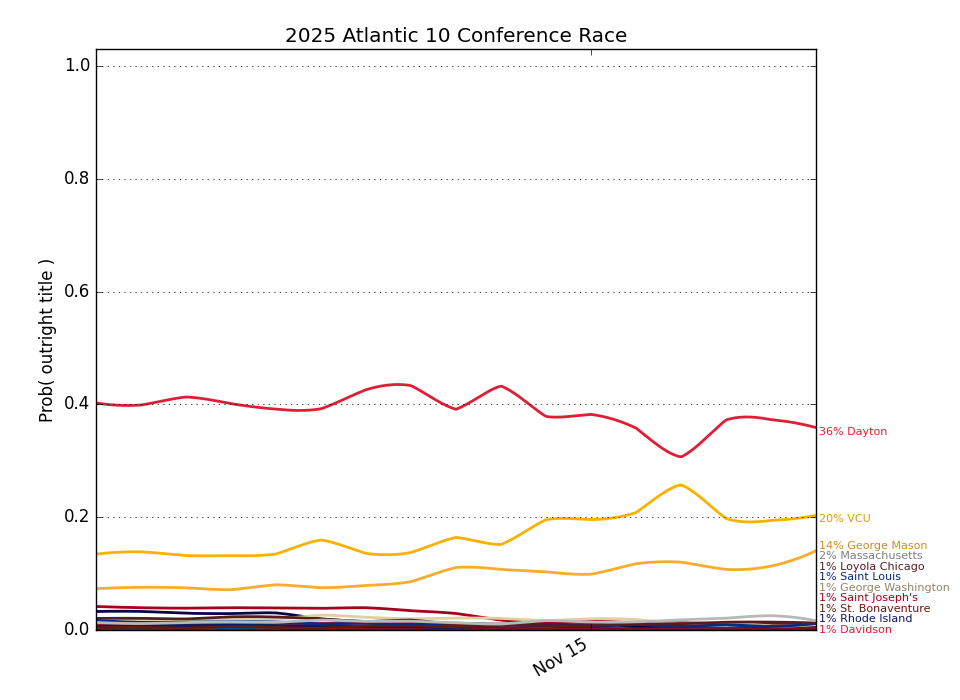 2025 Atlantic 10 Conference Race
1.0
0.8
0.6
0.4
0.2
0.0
Prob( outright title )
Nov 15
36% Dayton
20% VCU
14% George Mason
2% Massachusetts
1% Loyola Chicago
1% Saint Louis
1% George Washington
1% Saint Joseph's
1% St. Bonaventure
1% Rhode Island
1% Davidson